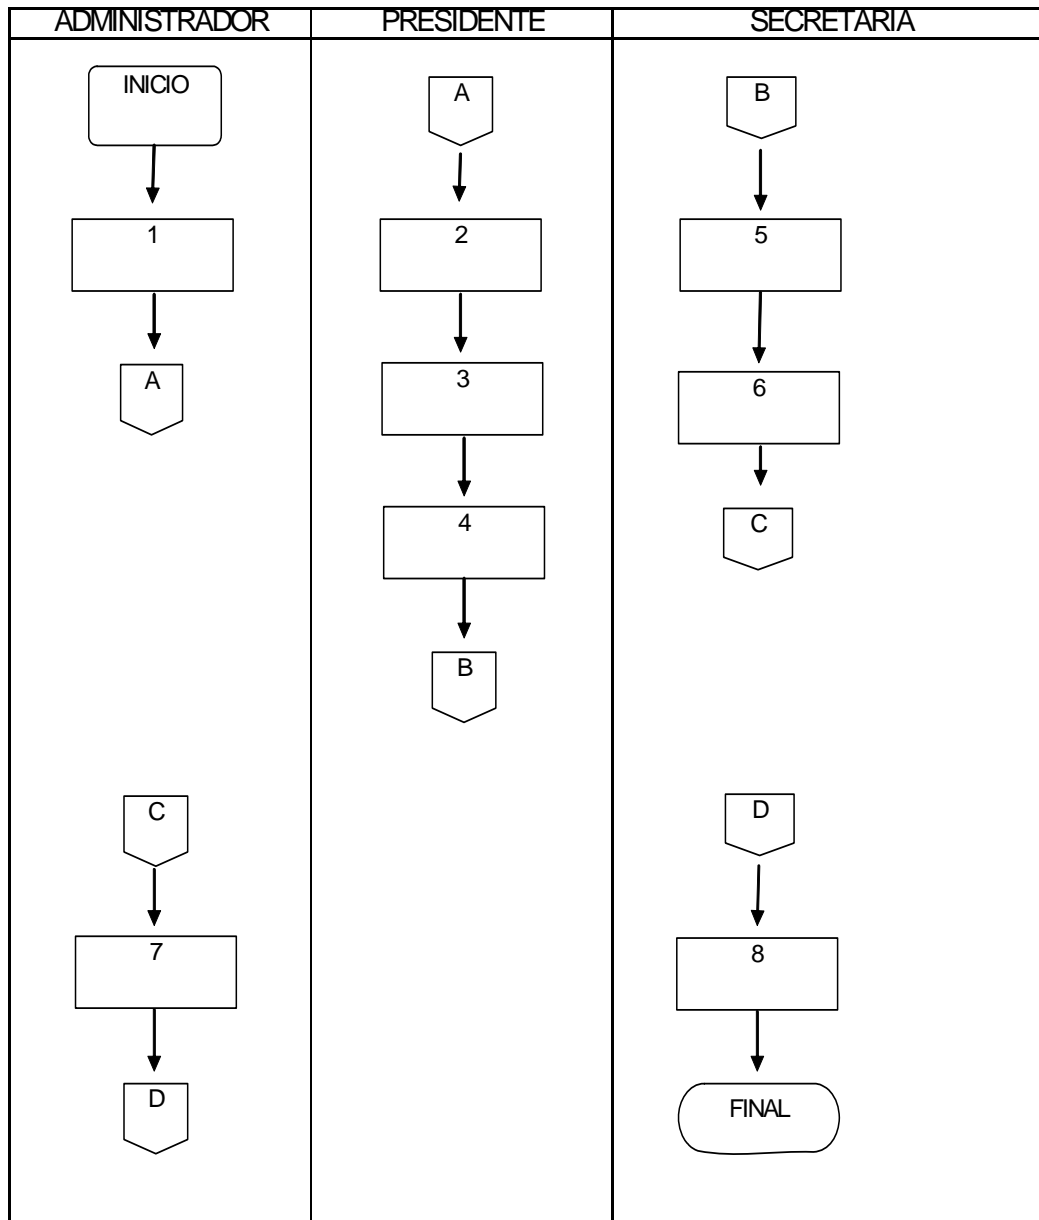 ADMINISTRADOR
PRESIDENTE
SECRETARIA
INICIO
1
A
A
2
3
4
B
B
5
6
C
C
7
D
D
8
FINAL